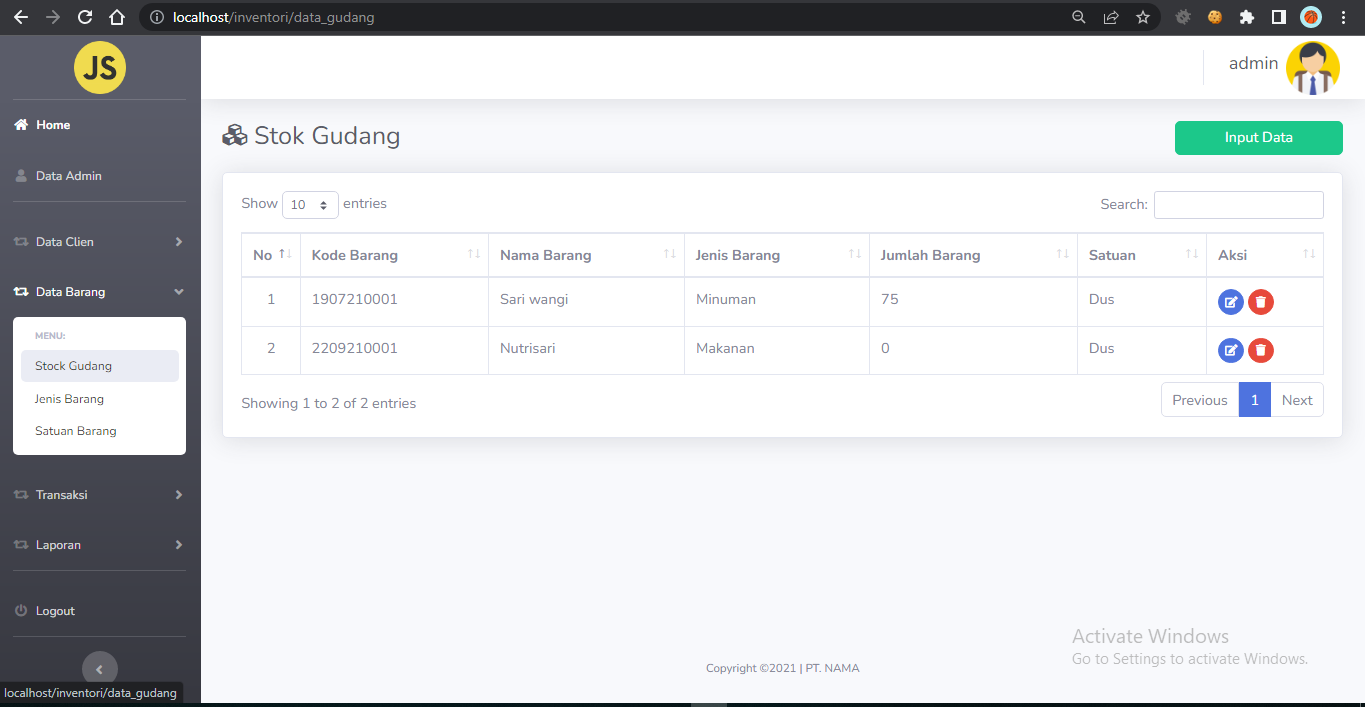 localhost/inventori/data_gudang
JS
admin
Home
Data Admin
Data Clien
Data Barang
MENU:
Stock Gudang
Jenis Barang
Satuan Barang
Transaksi
Laporan
Logout
Stok Gudang
Input Data
Show 10 entries
Search:
No Kode Barang Nama Barang Jenis Barang Jumlah Barang Satuan Aksi
1 1907210001 Sari wangi Minuman 75 Dus
2 2209210001 Nutrisari Makanan 0 Dus
Showing 1 to 2 of 2 entries
Previous 1 Next
Activate Windows
Go to Settings to activate Windows.
Copyright ©2021 | PT. NAMA
localhost/inventori/data_gudang